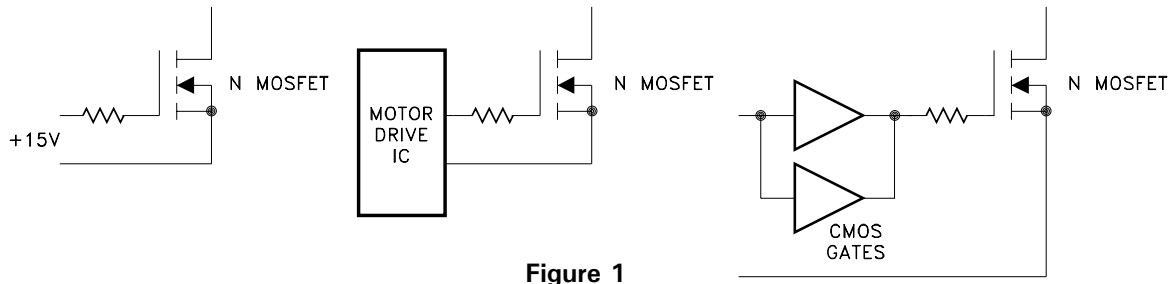 N MOSFET
+15V
MOTOR
DRIVE
IC
N MOSFET
N MOSFET
CMOS
GATES
Figure 1